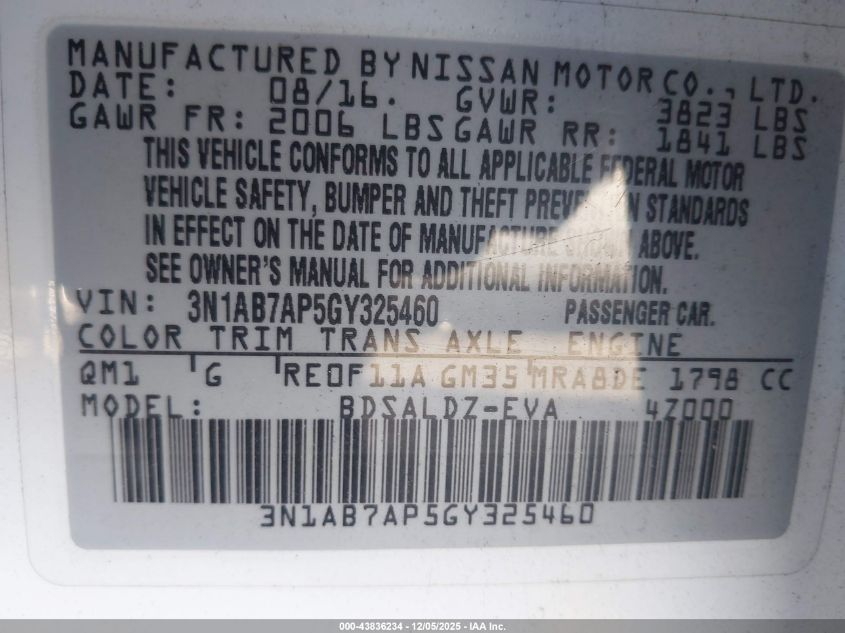 MANUFACTURED BY NISSAN MOTOR CO., LTD.
DATE: 08/16. GVWR: 3823 LBS
GAWR FR: 2006 LBS GAWR RR: 1841 LBS
THIS VEHICLE CONFORMS TO ALL APPLICABLE FEDERAL MOTOR
VEHICLE SAFETY, BUMPER AND THEFT PREVENTION STANDARDS
IN EFFECT ON THE DATE OF MANUFACTURE SHOWN ABOVE.
SEE OWNER'S MANUAL FOR ADDITIONAL INFORMATION.
VIN: 3N1AB7AP5GY325460 PASSENGER CAR.
COLOR TRIM TRANS AXLE ENGINE
QM1 G RE0F11A GM35 MRA8DE 1798 CC
MODEL: BDSALDZ-EVA 4Z000
3N1AB7AP5GY325460
000-43836234 - 12/05/2025 - IAA Inc.